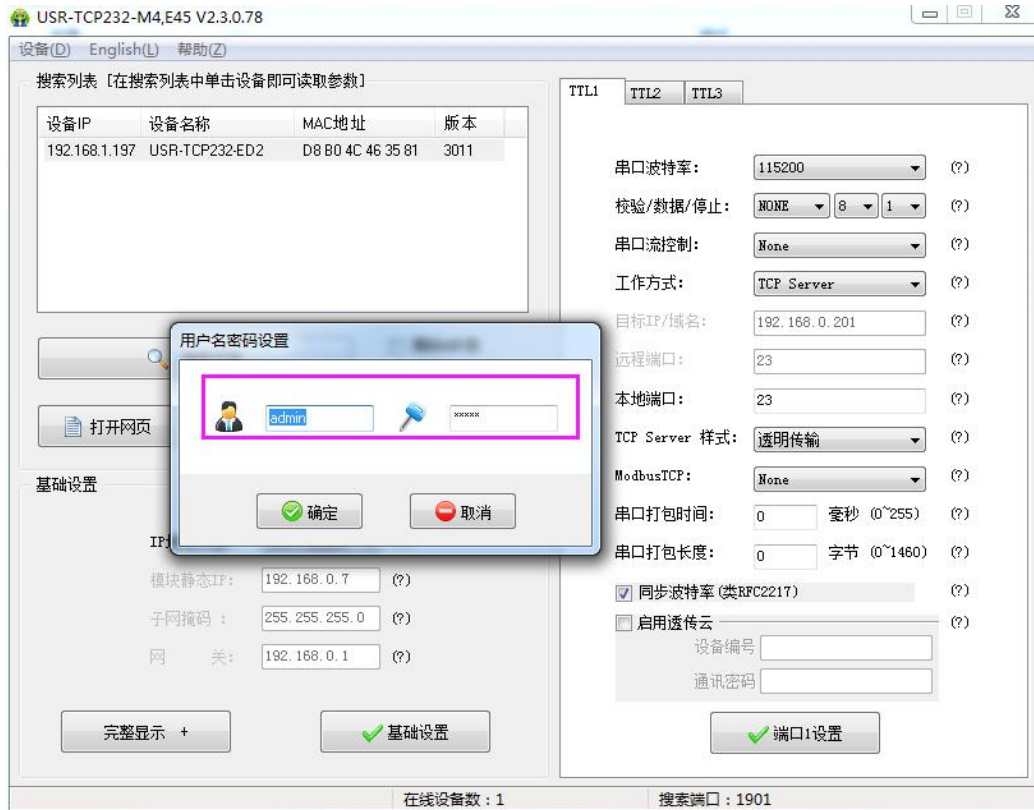 USR-TCP232-M4,E45 V2.3.0.78
设备(D) English(L) 帮助(Z)
搜索列表 [在搜索列表中单击设备即可读取参数]
设备IP 设备名称 MAC地址 版本
192.168.1.197 USR-TCP232-ED2 D8 B0 4C 46 35 81 3011
打开网页
用户名密码设置
admin *****
确定 取消
基础设置
模块静态IP: 192.168.0.7 (?)
子网掩码 : 255.255.255.0 (?)
网 关: 192.168.0.1 (?)
完整显示 + 基础设置
TTL1 TTL2 TTL3
串口波特率: 115200 (?)
校验/数据/停止: NONE 8 1 (?)
串口流控制: None (?)
工作方式: TCP Server (?)
目标IP/域名: 192.168.0.201 (?)
远程端口: 23 (?)
本地端口: 23 (?)
TCP Server 样式: 透明传输 (?)
ModbusTCP: None (?)
串口打包时间: 0 毫秒 (0~255) (?)
串口打包长度: 0 字节 (0~1460) (?)
同步波特率(类RFC2217) (?)
启用透传云 (?)
设备编号
通讯密码
端口1设置
在线设备数：1 搜索端口：1901